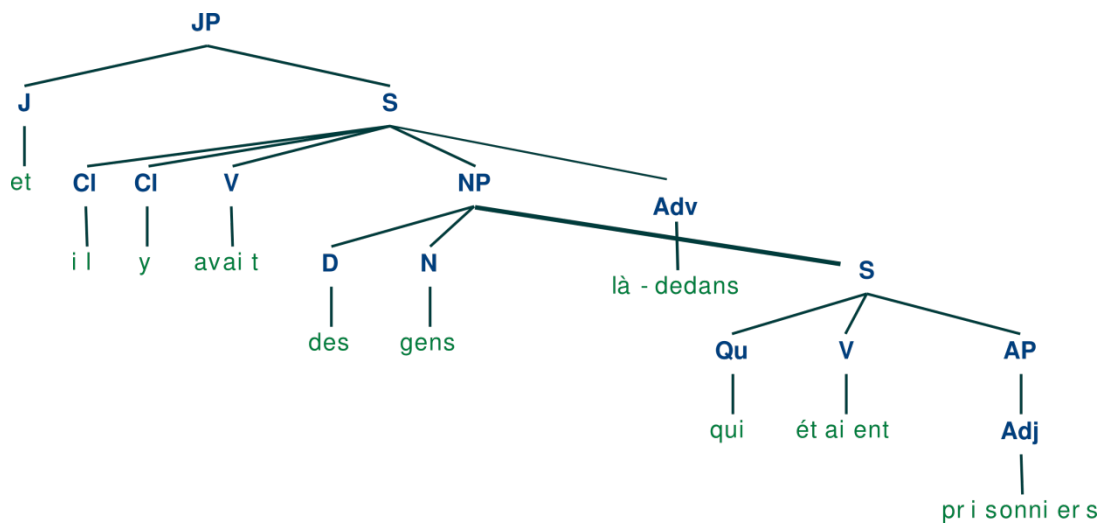 JP
J S
et Cl Cl V NP Adv
il y avait D N là-dedans S
des gens Qu V AP
qui étaient Adj
prisonniers